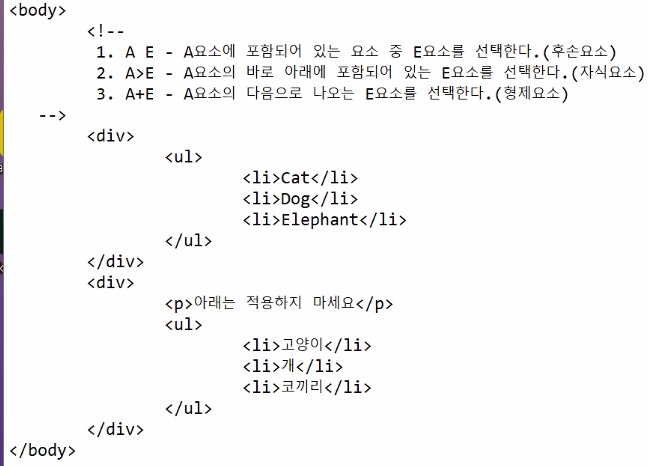 <body>
<!--
1. A E - A요소에 포함되어 있는 요소 중 E요소를 선택한다.(후손요소)
2. A>E - A요소의 바로 아래에 포함되어 있는 E요소를 선택한다.(자식요소)
3. A+E - A요소의 다음으로 나오는 E요소를 선택한다.(형제요소)
-->
<div>
<ul>
<li>Cat</li>
<li>Dog</li>
<li>Elephant</li>
</ul>
</div>
<div>
<p>아래는 적용하지 마세요</p>
<ul>
<li>고양이</li>
<li>개</li>
<li>코끼리</li>
</ul>
</div>
</body>